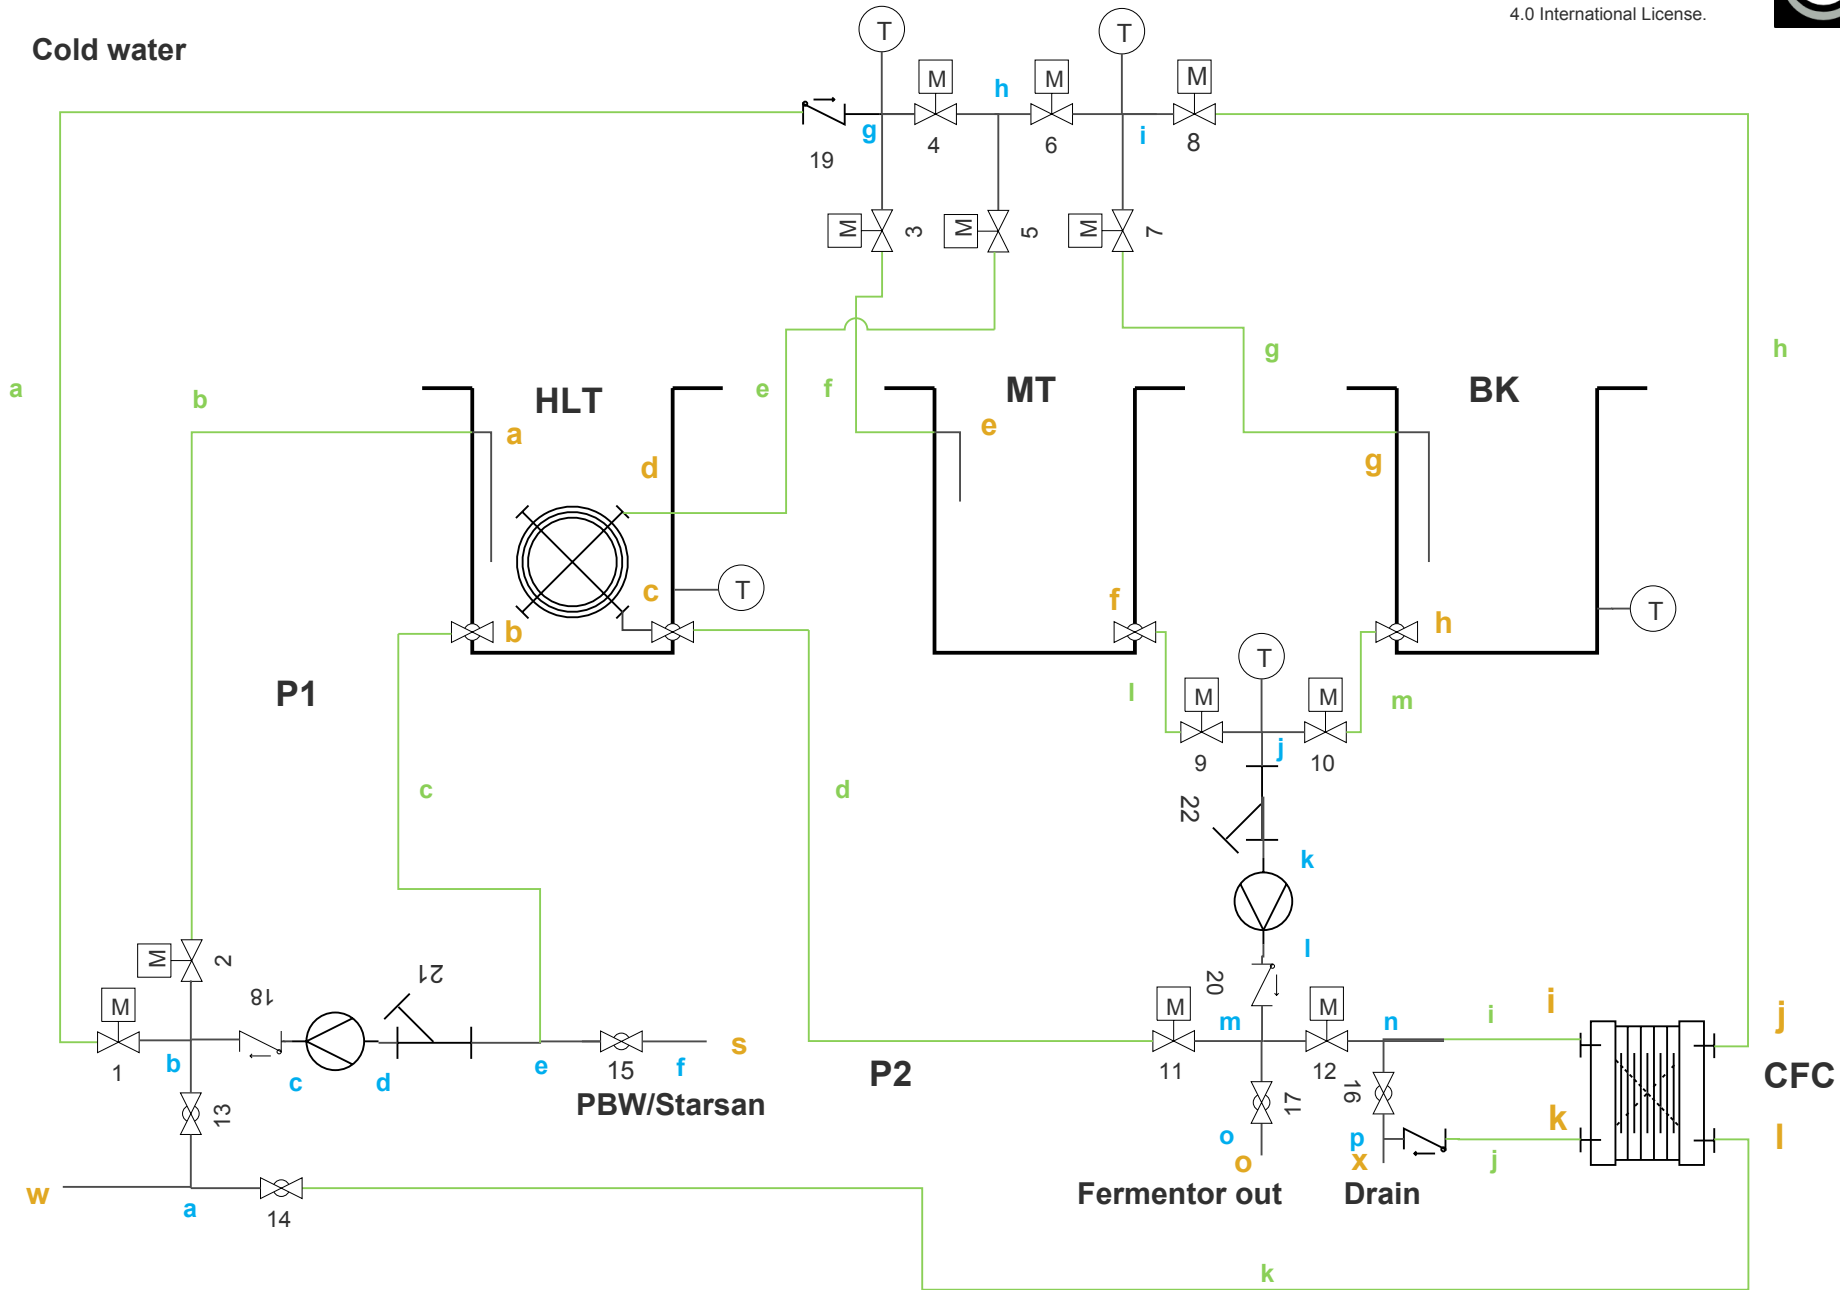 4.0 International License.
Cold water
T
T
M
M
M
h
g
i
4
6
8
19
M
3
M
5
M
7
g
h
a
b
HLT
e
f
MT
BK
a
e
d
g
c
T
f
b
h
T
T
P1
l
M
M
m
j
9
10
c
d
22
k
l
M
2
21
18
20
M
M
M
i
i
j
m
n
b
c
d
e
15
f
s
P2
11
12
CFC
1
PBW/Starsan
13
17
16
k
l
o
p
j
w
o
x
a
Fermentor out
Drain
14
k